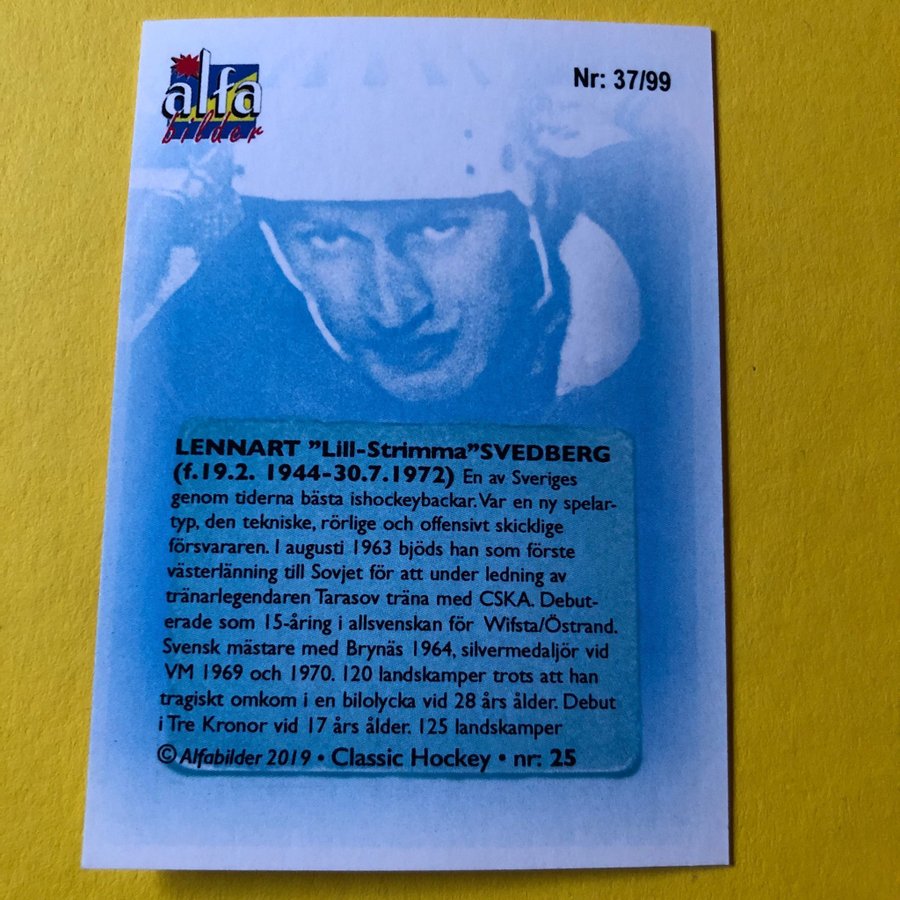 alfa
bilder
Nr: 37/99
LENNART ”Lill-Strimma”SVEDBERG
(f.19.2. 1944-30.7.1972) En av Sveriges
genom tiderna bästa ishockeybackar. Var en ny spelar-
typ, den tekniske, rörlige och offensivt skicklige
försvararen. I augusti 1963 bjöds han som förste
västerlänning till Sovjet för att under ledning av
tränarlegendaren Tarasov träna med CSKA. Debut-
erade som 15-åring i allsvenskan för Wifsta/Östrand.
Svensk mästare med Brynäs 1964, silvermedaljör vid
VM 1969 och 1970. 120 landskamper trots att han
tragiskt omkom i en bilolycka vid 28 års ålder. Debut
i Tre Kronor vid 17 års ålder. 125 landskamper
© Alfabilder 2019 • Classic Hockey • nr: 25